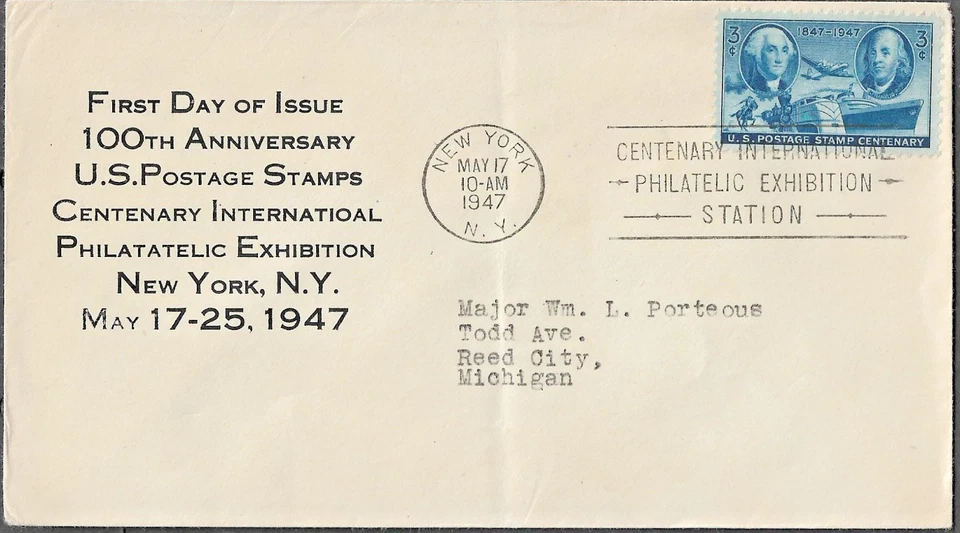 FIRST DAY OF ISSUE
100TH ANNIVERSARY
U.S.POSTAGE STAMPS
CENTENARY INTERNATIOAL
PHILATATELIC EXHIBITION
NEW YORK, N.Y.
MAY 17-25, 1947
NEW YORK
MAY 17
10-AM
1947
N. Y.
3¢ 1847-1947 3¢
U.S. POSTAGE STAMP CENTENARY
CENTENARY INTERNATIONAL
PHILATELIC EXHIBITION
STATION
Major Wm. L. Porteous
Todd Ave.
Reed City,
Michigan